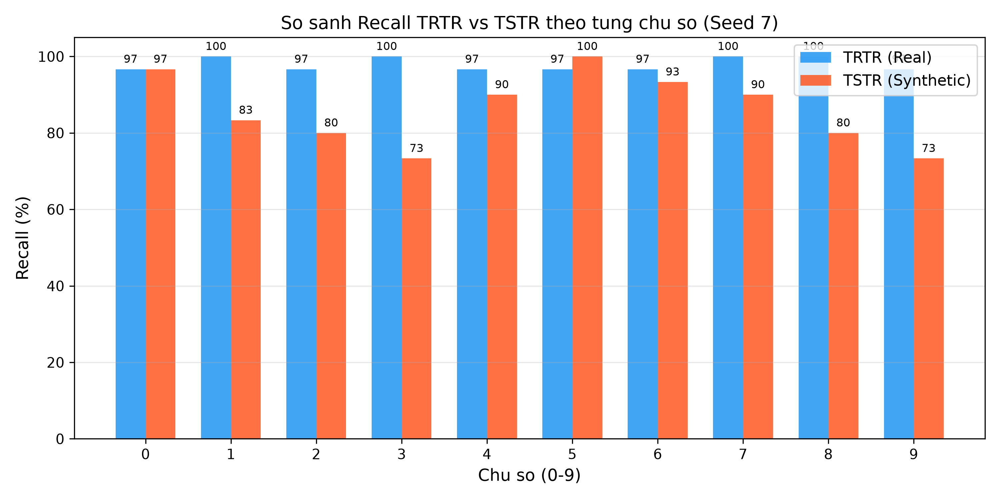 So sanh Recall TRTR vs TSTR theo tung chu so (Seed 7)
Recall (%)
100
80
60
40
20
0
97 97
100 83
97 80
100 73
97 90
97 100
97 93
100 90
100 80
97 73
TRTR (Real)
TSTR (Synthetic)
0 1 2 3 4 5 6 7 8 9
Chu so (0-9)